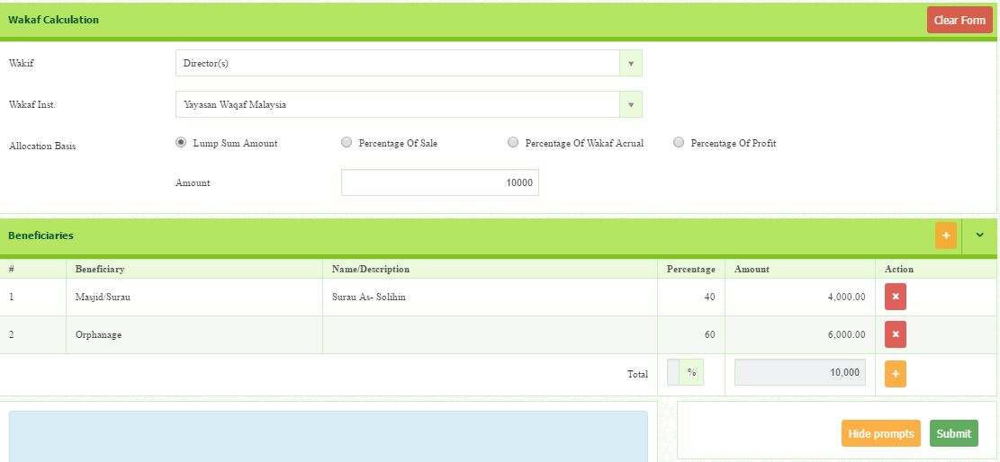 Wakaf Calculation Clear Form
Wakif Director(s)
Wakaf Inst. Yayasan Waqaf Malaysia
Allocation Basis Lump Sum Amount Percentage Of Sale Percentage Of Wakaf Acrual Percentage Of Profit
Amount 10000
Beneficiaries +
# Beneficiary Name/Description Percentage Amount Action
1 Masjid/Surau Surau As- Solihin 40 4,000.00
2 Orphanage 60 6,000.00
Total % 10,000 +
Hide prompts Submit